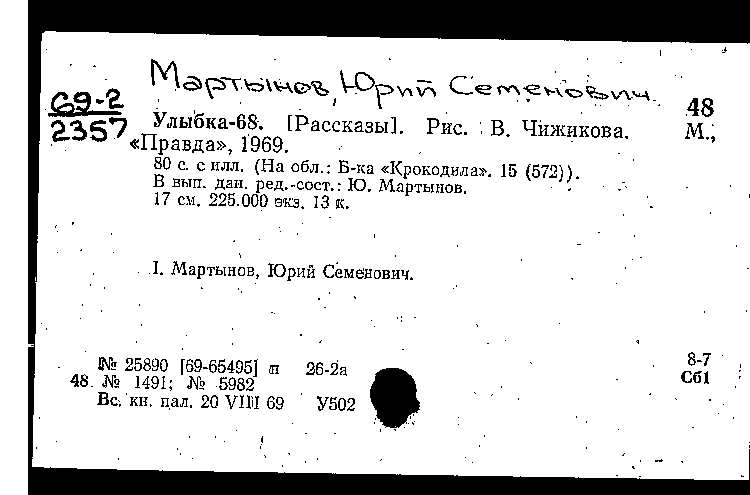 Мартынов, Юрий Семенович.
69-2
2357
48
Улыбка-68. [Рассказы]. Рис. В. Чижикова. М.,
«Правда», 1969.
80 с. с илл. (На обл.: Б-ка «Крокодила». 15 (572)).
В вып. дан. ред.-сост.: Ю. Мартынов.
17 см. 225.000 экз. 13 к.
I. Мартынов, Юрий Семенович.
№ 25890 [69-65495] п 26-2а
8-7
48. № 1491; № 5982
Сб1
Вс. кн. пал. 20 VIII 69 У502